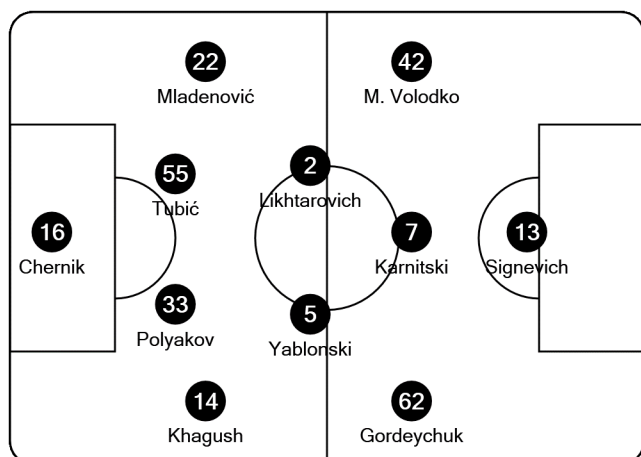 22
Mladenović
42
M. Volodko
55
Tubić
2
Likhtarovich
16
Chernik
7
Karnitski
13
Signevich
33
Polyakov
5
Yablonski
14
Khagush
62
Gordeychuk